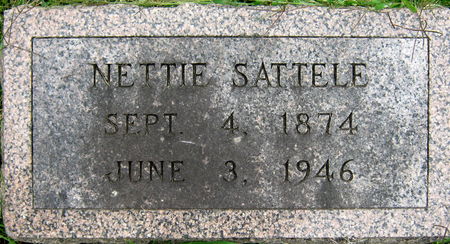 NETTIE SATTELE
SEPT. 4, 1874
JUNE 3, 1946